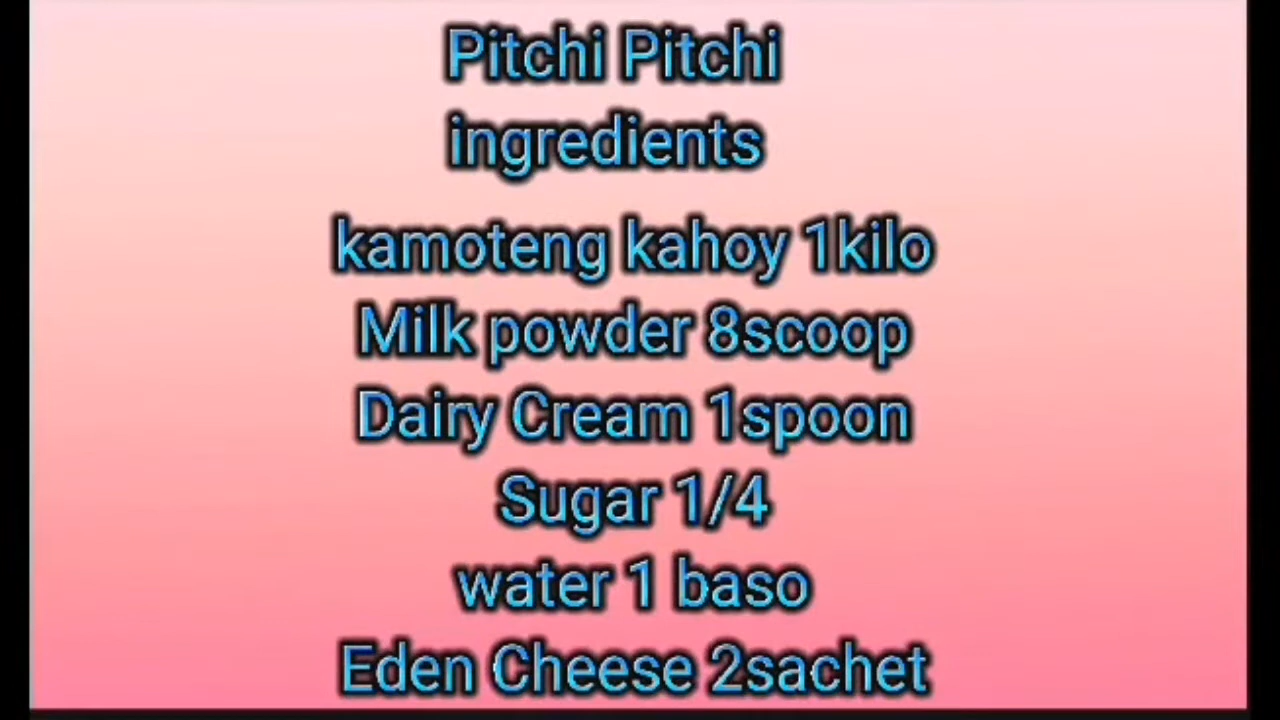 Pitchi Pitchi
ingredients
kamoteng kahoy 1kilo
Milk powder 8scoop
Dairy Cream 1spoon
Sugar 1/4
water 1 baso
Eden Cheese 2sachet